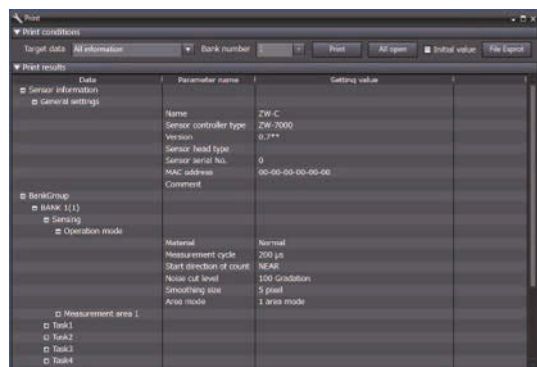 Print
Print conditions
Target data All information Bank number 1 Print All open Initial value File Exprot
Print results
Data Parameter name Setting value
Sensor information
General settings
Name ZW-C
Sensor controller type ZW-7000
Version 0.7**
Sensor head type
Sensor serial No. 0
MAC address 00-00-00-00-00-00
Comment
BankGroup
BANK 1(1)
Sensing
Operation mode
Material Normal
Measurement cycle 200 μs
Start direction of count NEAR
Noise cut level 100 Gradation
Smoothing size 5 pixel
Area mode 1 area mode
Measurement area 1
Task1
Task2
Task3
Task4